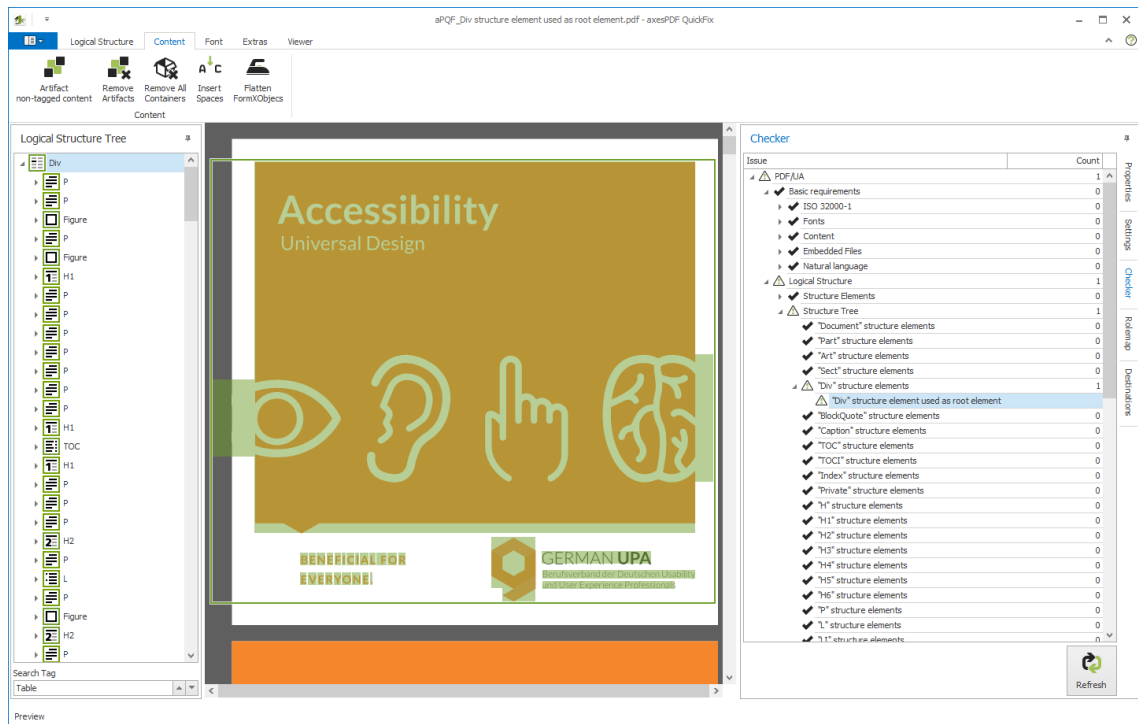 aPQF_Div structure element used as root element.pdf - axesPDF QuickFix
Logical Structure
Content
Font
Extras
Viewer
Artifact
non-tagged content
Remove
Artifacts
Remove All
Containers
Insert
Spaces
Flatten
FormXObjecs
Content
Logical Structure Tree
Div
P
P
Figure
P
Figure
H1
P
P
P
P
P
P
P
H1
TOC
H1
P
P
P
H2
P
L
P
Figure
H2
P
Search Tag
Table
Preview
Accessibility
Universal Design
BENEFICIAL FOR
EVERYONE.
GERMAN UPA
Berufsverband der Deutschen Usability
und User Experience Professionals
Checker
Issue Count
PDF/UA 1
Basic requirements 0
ISO 32000-1 0
Fonts 0
Content 0
Embedded Files 0
Natural language 0
Logical Structure 1
Structure Elements 0
Structure Tree 1
"Document" structure elements 0
"Part" structure elements 0
"Art" structure elements 0
"Sect" structure elements 0
"Div" structure elements 1
"Div" structure element used as root element
"BlockQuote" structure elements 0
"Caption" structure elements 0
"TOC" structure elements 0
"TOCI" structure elements 0
"Index" structure elements 0
"Private" structure elements 0
"H" structure elements 0
"H1" structure elements 0
"H2" structure elements 0
"H3" structure elements 0
"H4" structure elements 0
"H5" structure elements 0
"H6" structure elements 0
"P" structure elements 0
"L" structure elements 0
"LI" structure elements 0
Refresh
Properties
Settings
Checker
Rolemap
Destinations